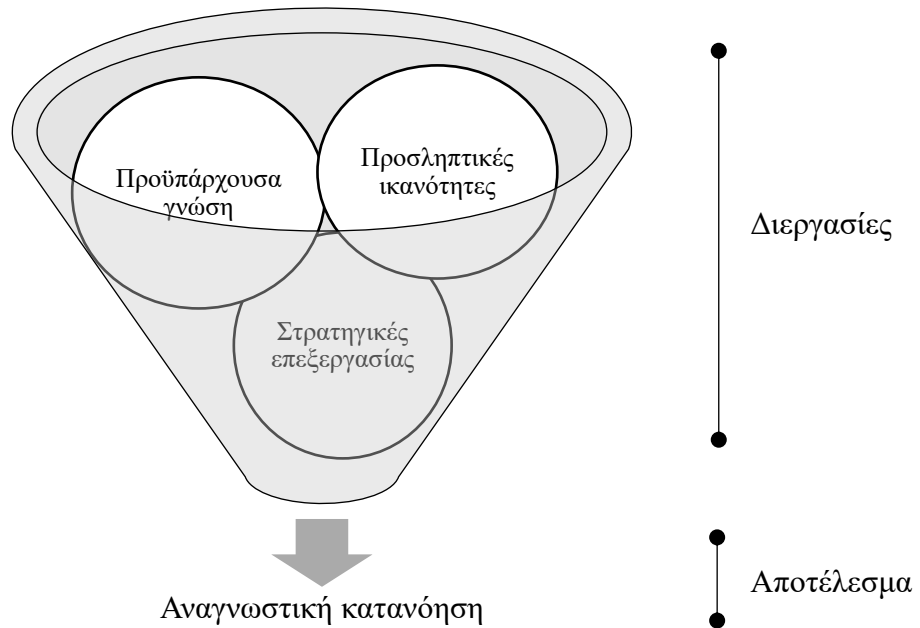 Προϋπάρχουσα
γνώση
Προσληπτικές
ικανότητες
Στρατηγικές
επεξεργασίας
Διεργασίες
Αναγνωστική κατανόηση
Αποτέλεσμα